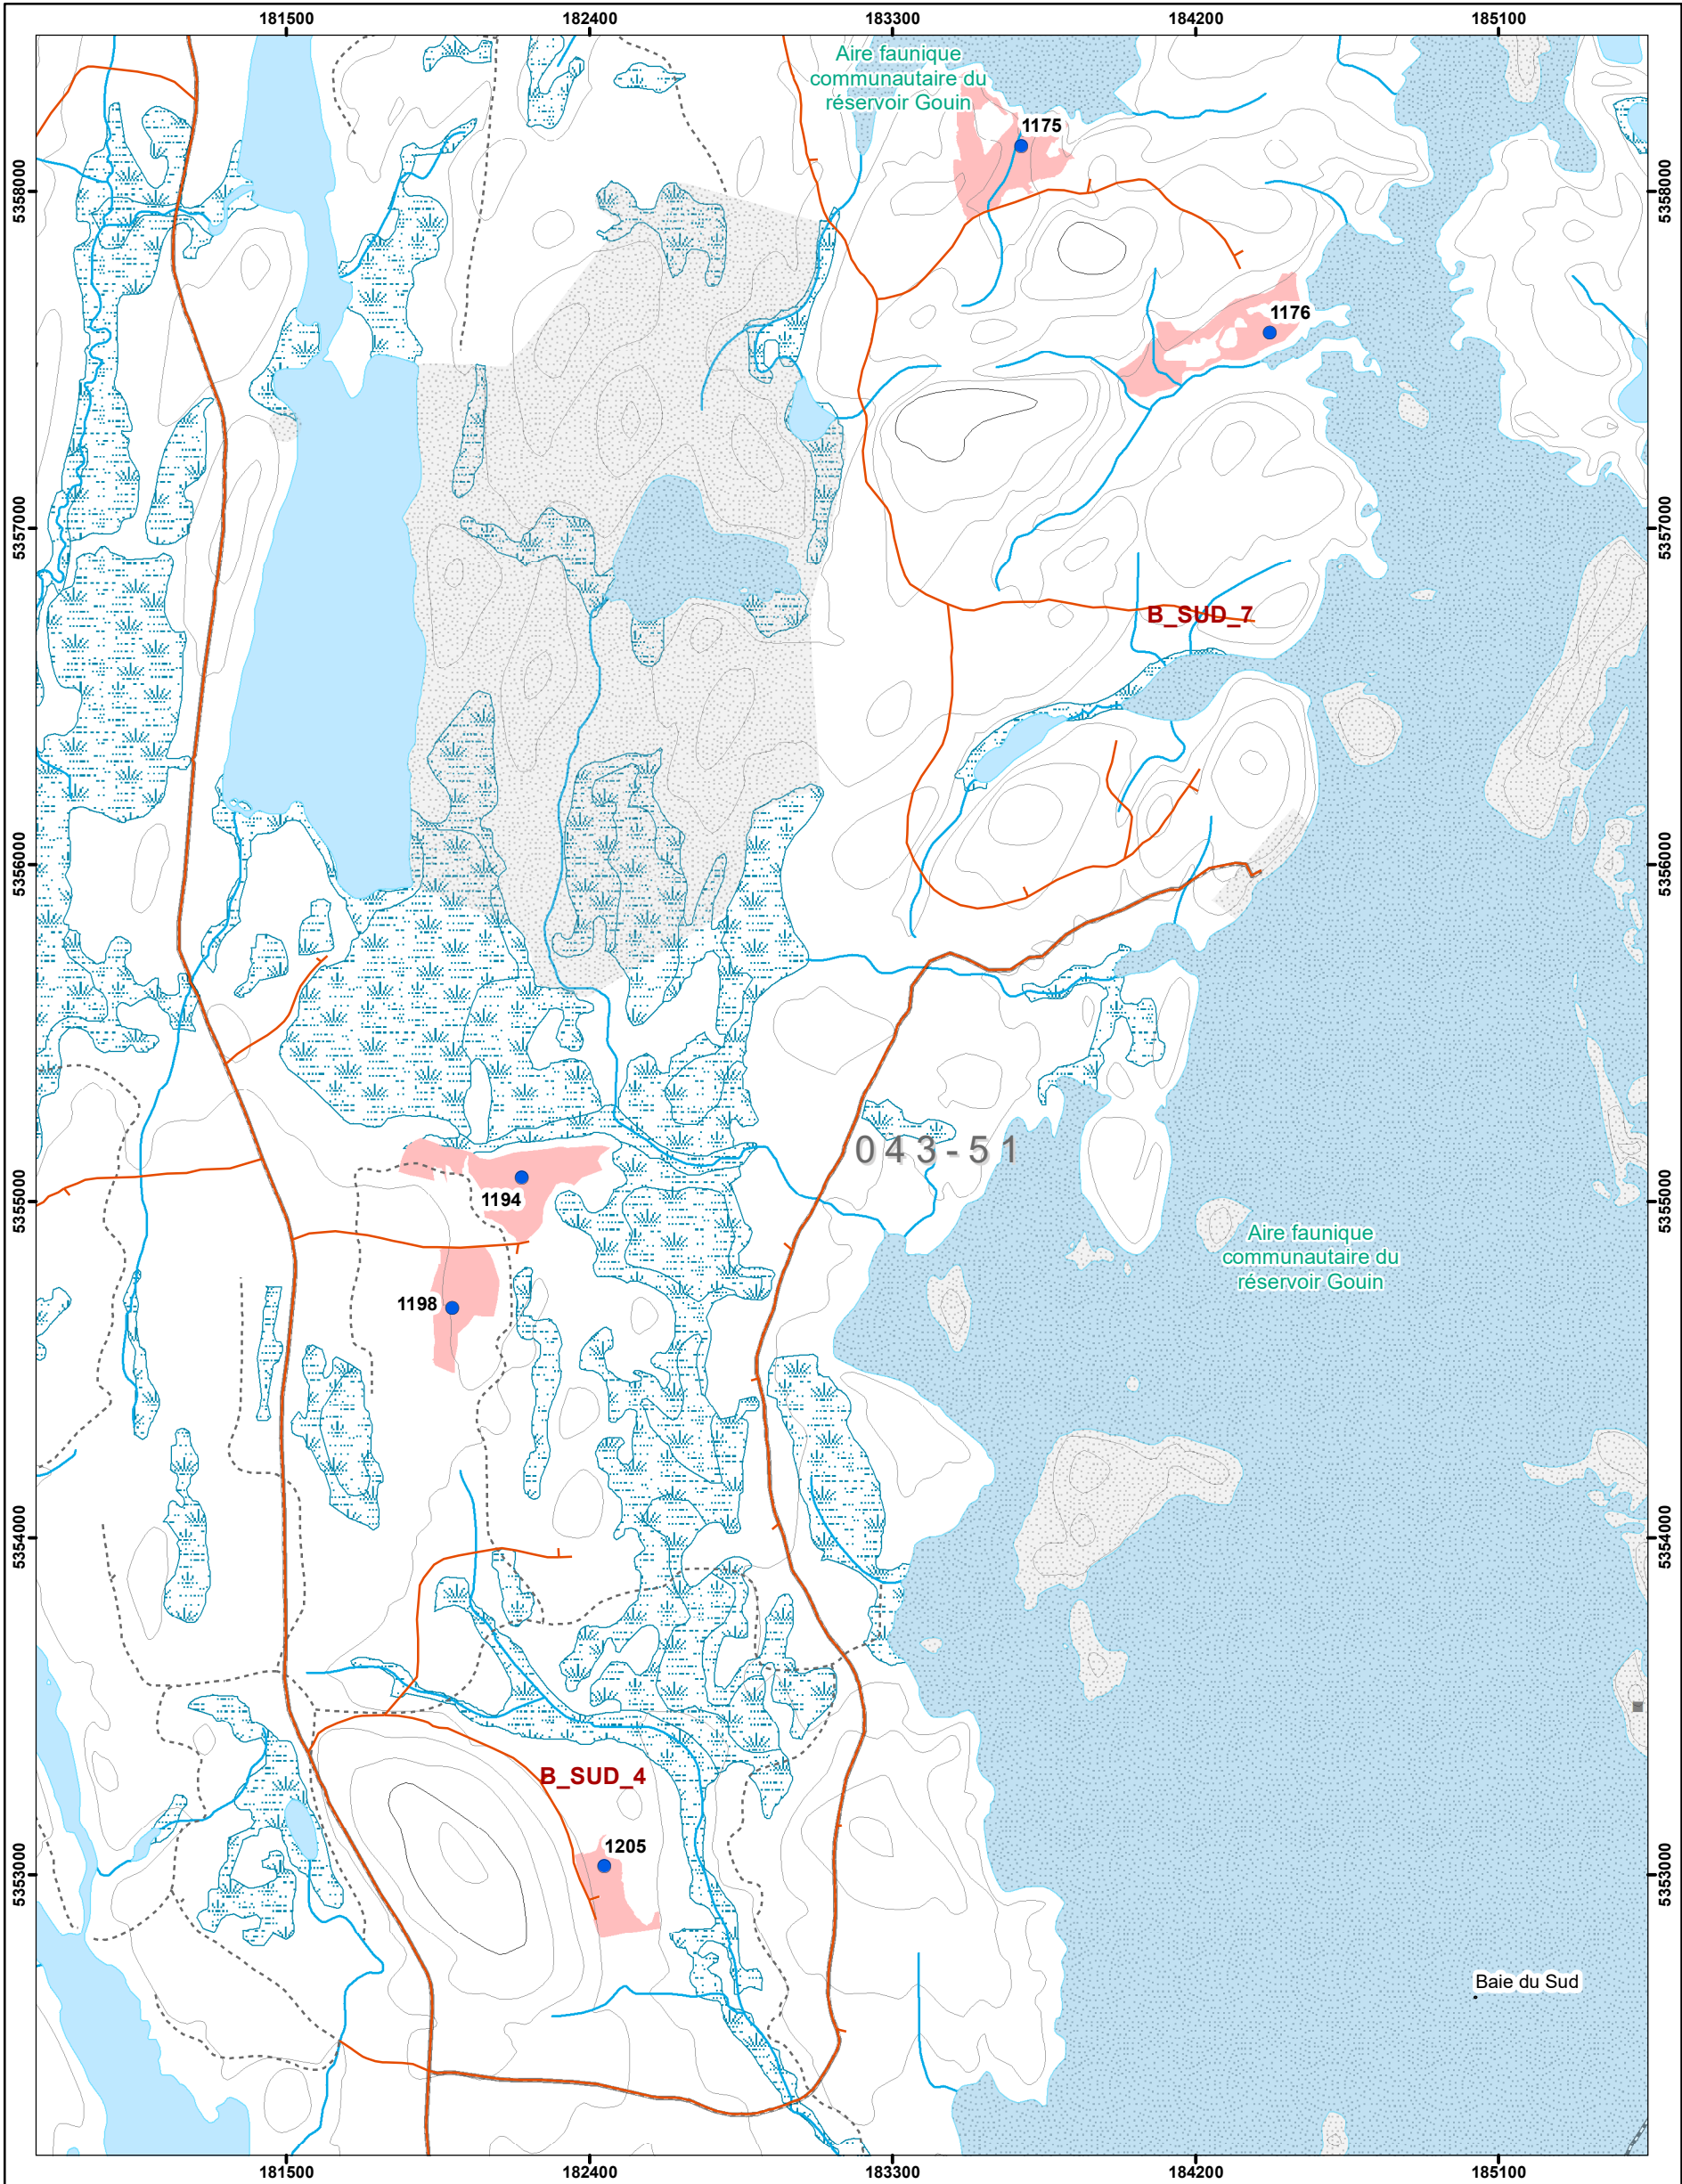 181500 182400 183300 184200 185100
Aire faunique
communautaire du
réservoir Gouin
1175
5358000 5358000
1176
5357000 5357000
B_SUD_7
5356000 5356000
043-51
1194
5355000 5355000
Aire faunique
communautaire du
réservoir Gouin
1198
5354000 5354000
B_SUD_4
1205
5353000 5353000
Baie du Sud
181500 182400 183300 184200 185100